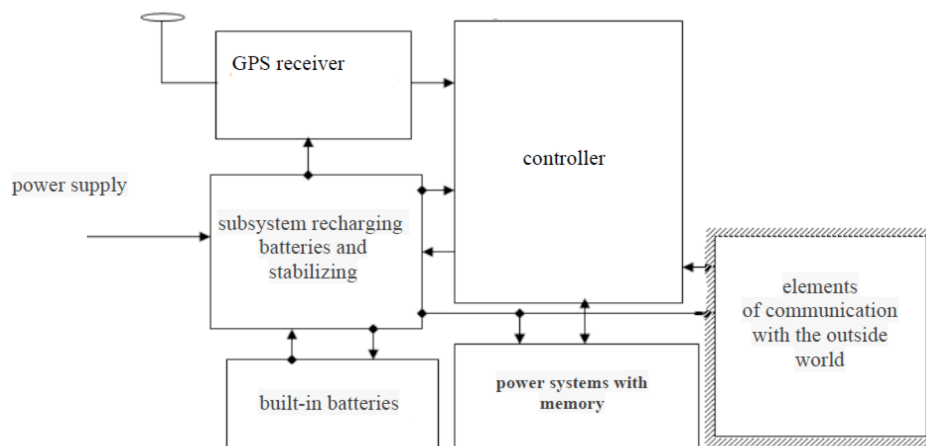 GPS receiver
controller
power supply
subsystem recharging
batteries and
stabilizing
elements
of communication
with the outside
world
built-in batteries
power systems with
memory